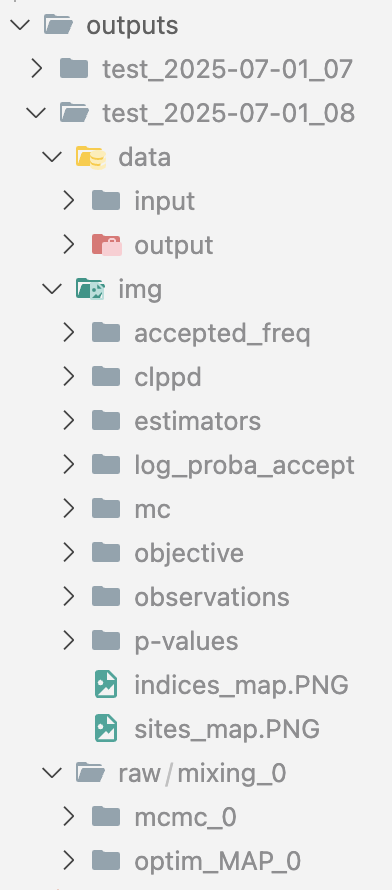 outputs
test_2025-07-01_07
test_2025-07-01_08
data
input
output
img
accepted_freq
clppd
estimators
log_proba_accept
mc
objective
observations
p-values
indices_map.PNG
sites_map.PNG
raw/mixing_0
mcmc_0
optim_MAP_0